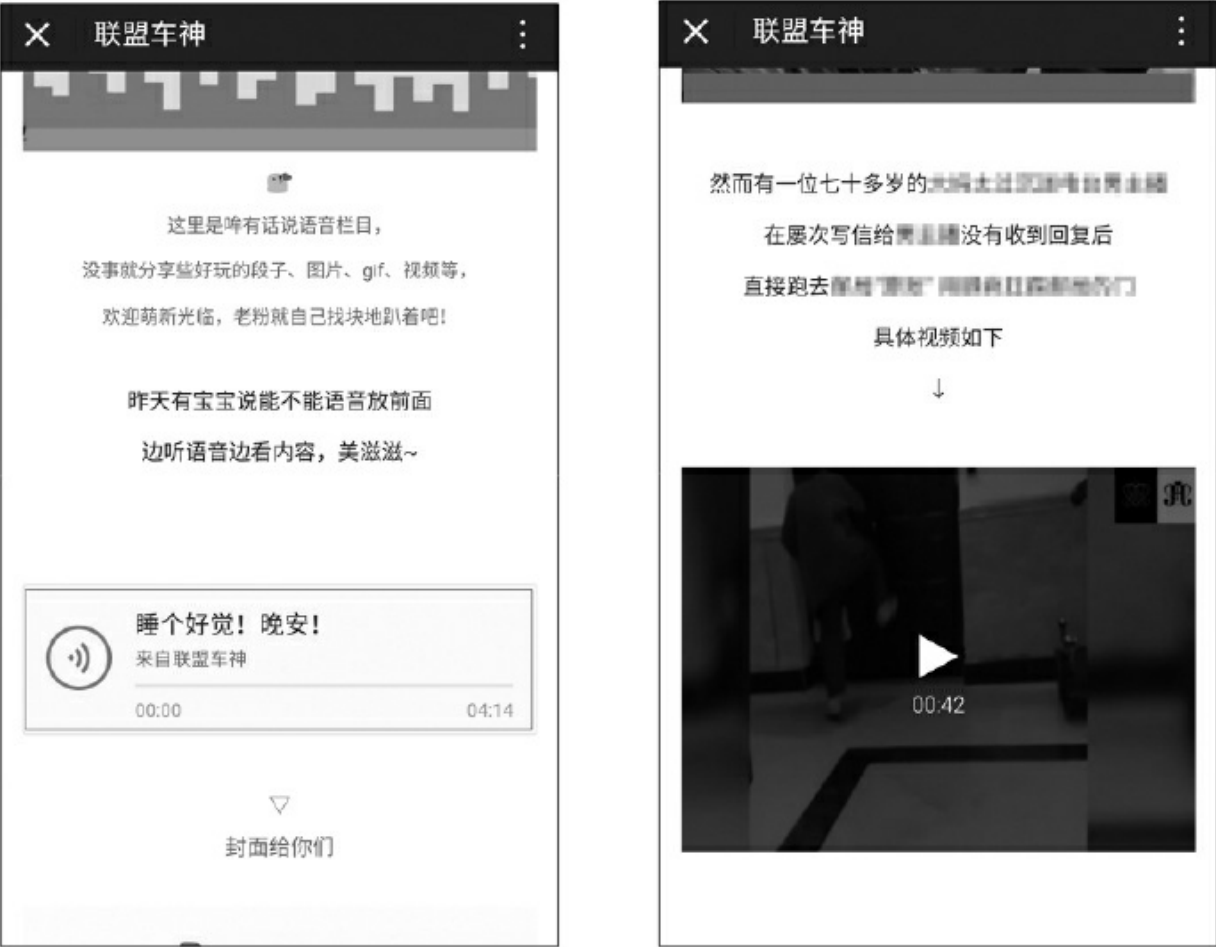 联盟车神
这里是哞有话说语音栏目，
没事就分享些好玩的段子、图片、gif、视频等，
欢迎萌新光临，老粉就自己找块地趴着吧！
昨天有宝宝说能不能语音放前面
边听语音边看内容，美滋滋~
睡个好觉！晚安！
来自联盟车神
00:00
04:14
封面给你们
联盟车神
然而有一位七十多岁的
在屡次写信给
没有收到回复后
直接跑去
具体视频如下
↓
00:42